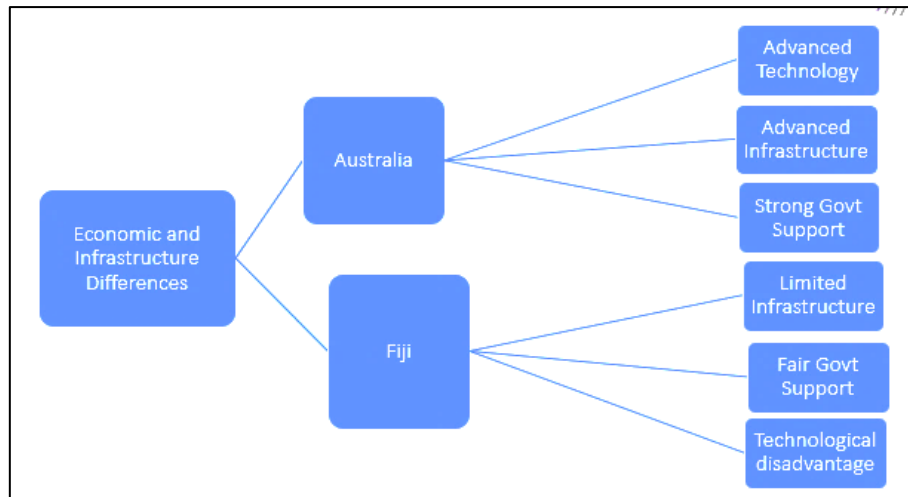 Economic and
Infrastructure
Differences
Australia
Advanced
Technology
Advanced
Infrastructure
Strong Govt
Support
Fiji
Limited
Infrastructure
Fair Govt
Support
Technological
disadvantage